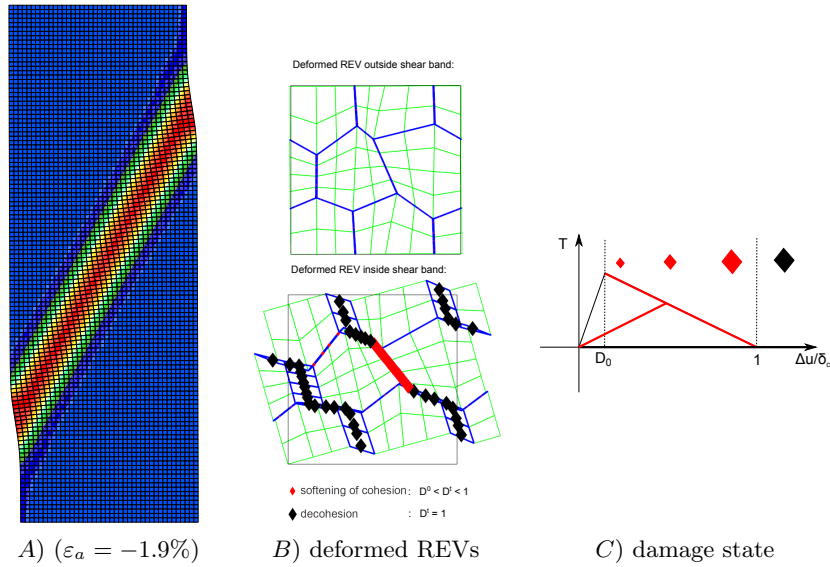 Deformed REV outside shear band:
Deformed REV inside shear band:
softening of cohesion : D⁰ < Dᵗ < 1
decohesion : Dᵗ = 1
T
D₀
1
Δu/δ꜀
A) (εₐ = −1.9%)
B) deformed REVs
C) damage state